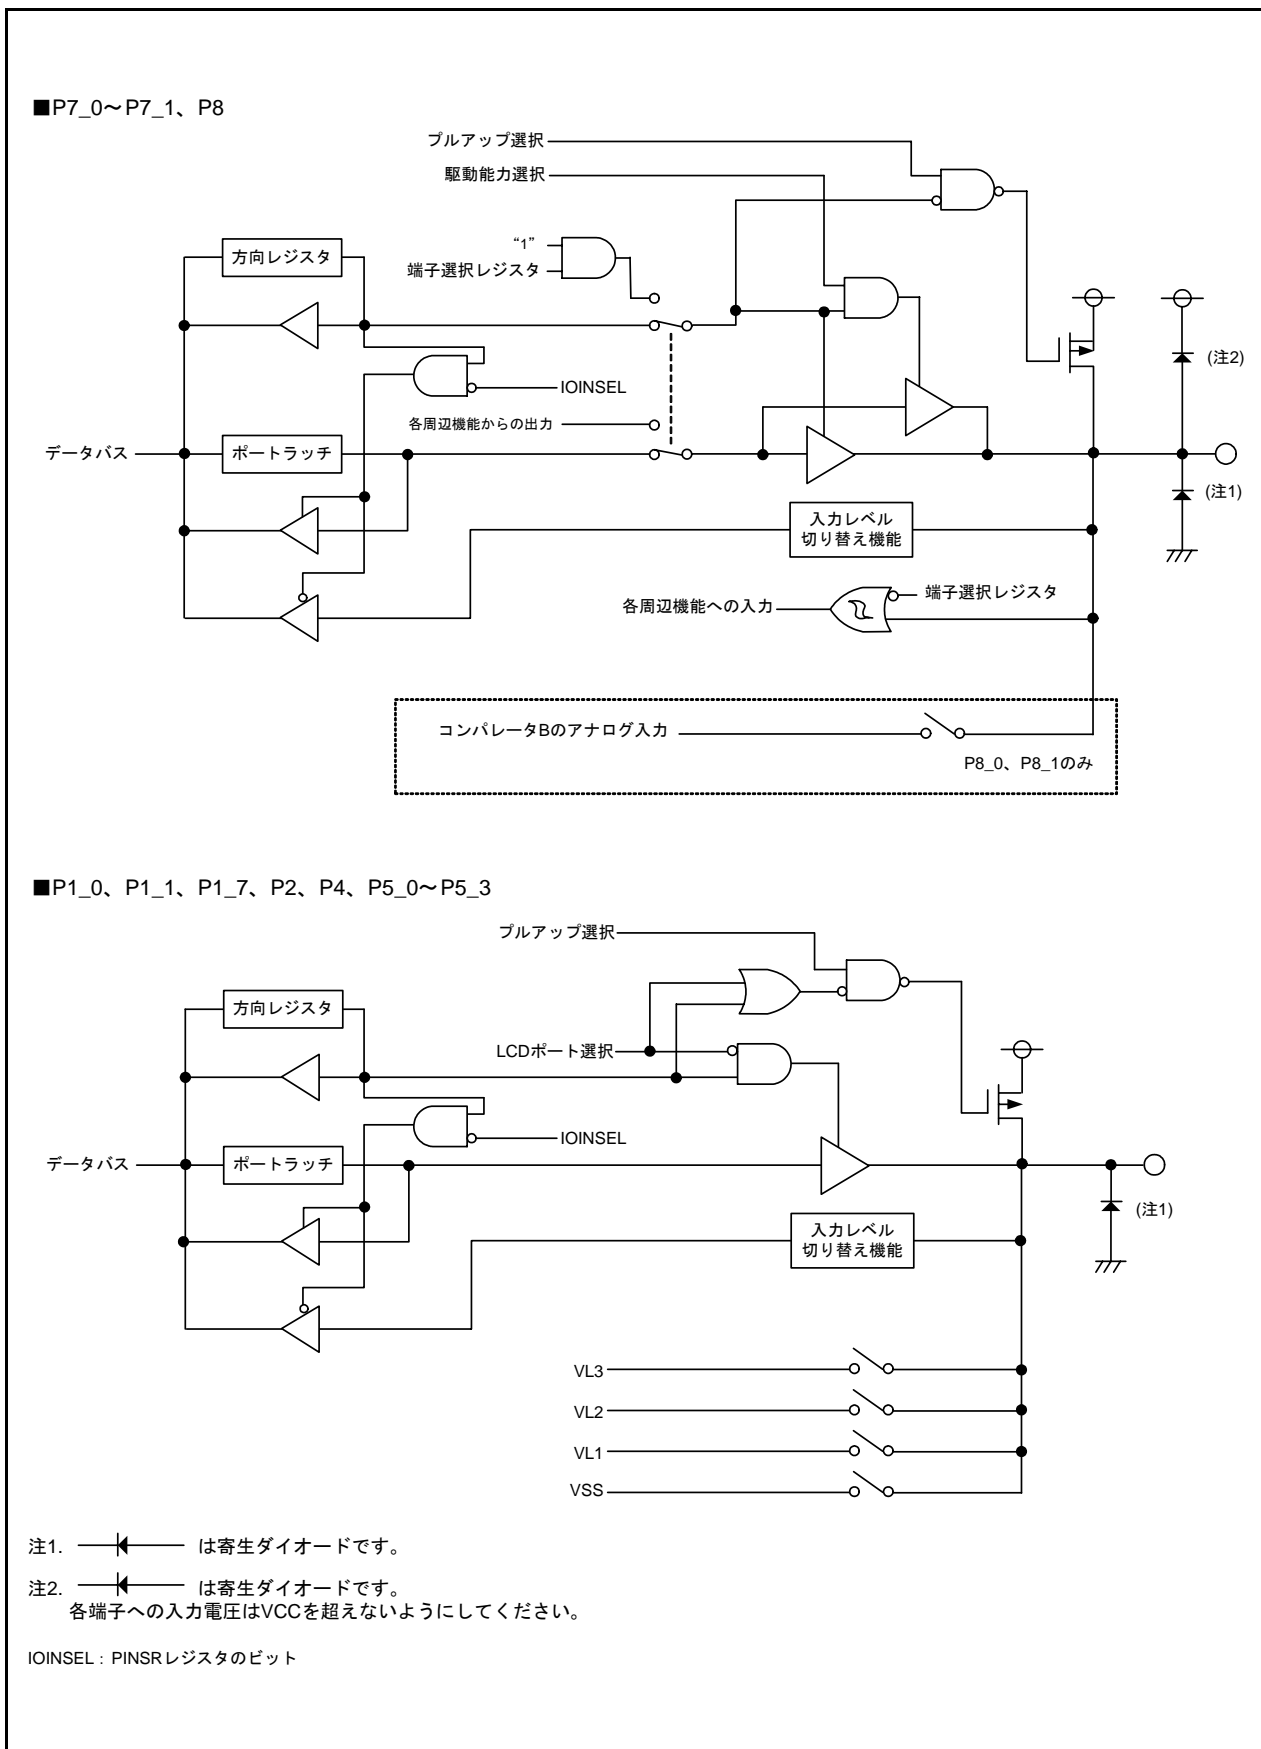 ■P7_0～P7_1、P8
プルアップ選択
駆動能力選択
“1”
方向レジスタ
端子選択レジスタ
(注2)
IOINSEL
各周辺機能からの出力
データバス
ポートラッチ
(注1)
入力レベル
切り替え機能
各周辺機能への入力
端子選択レジスタ
コンパレータBのアナログ入力
P8_0、P8_1のみ
■P1_0、P1_1、P1_7、P2、P4、P5_0～P5_3
プルアップ選択
方向レジスタ
LCDポート選択
IOINSEL
データバス
ポートラッチ
(注1)
入力レベル
切り替え機能
VL3
VL2
VL1
VSS
注1. は寄生ダイオードです。
注2. は寄生ダイオードです。
各端子への入力電圧はVCCを超えないようにしてください。
IOINSEL：PINSRレジスタのビット